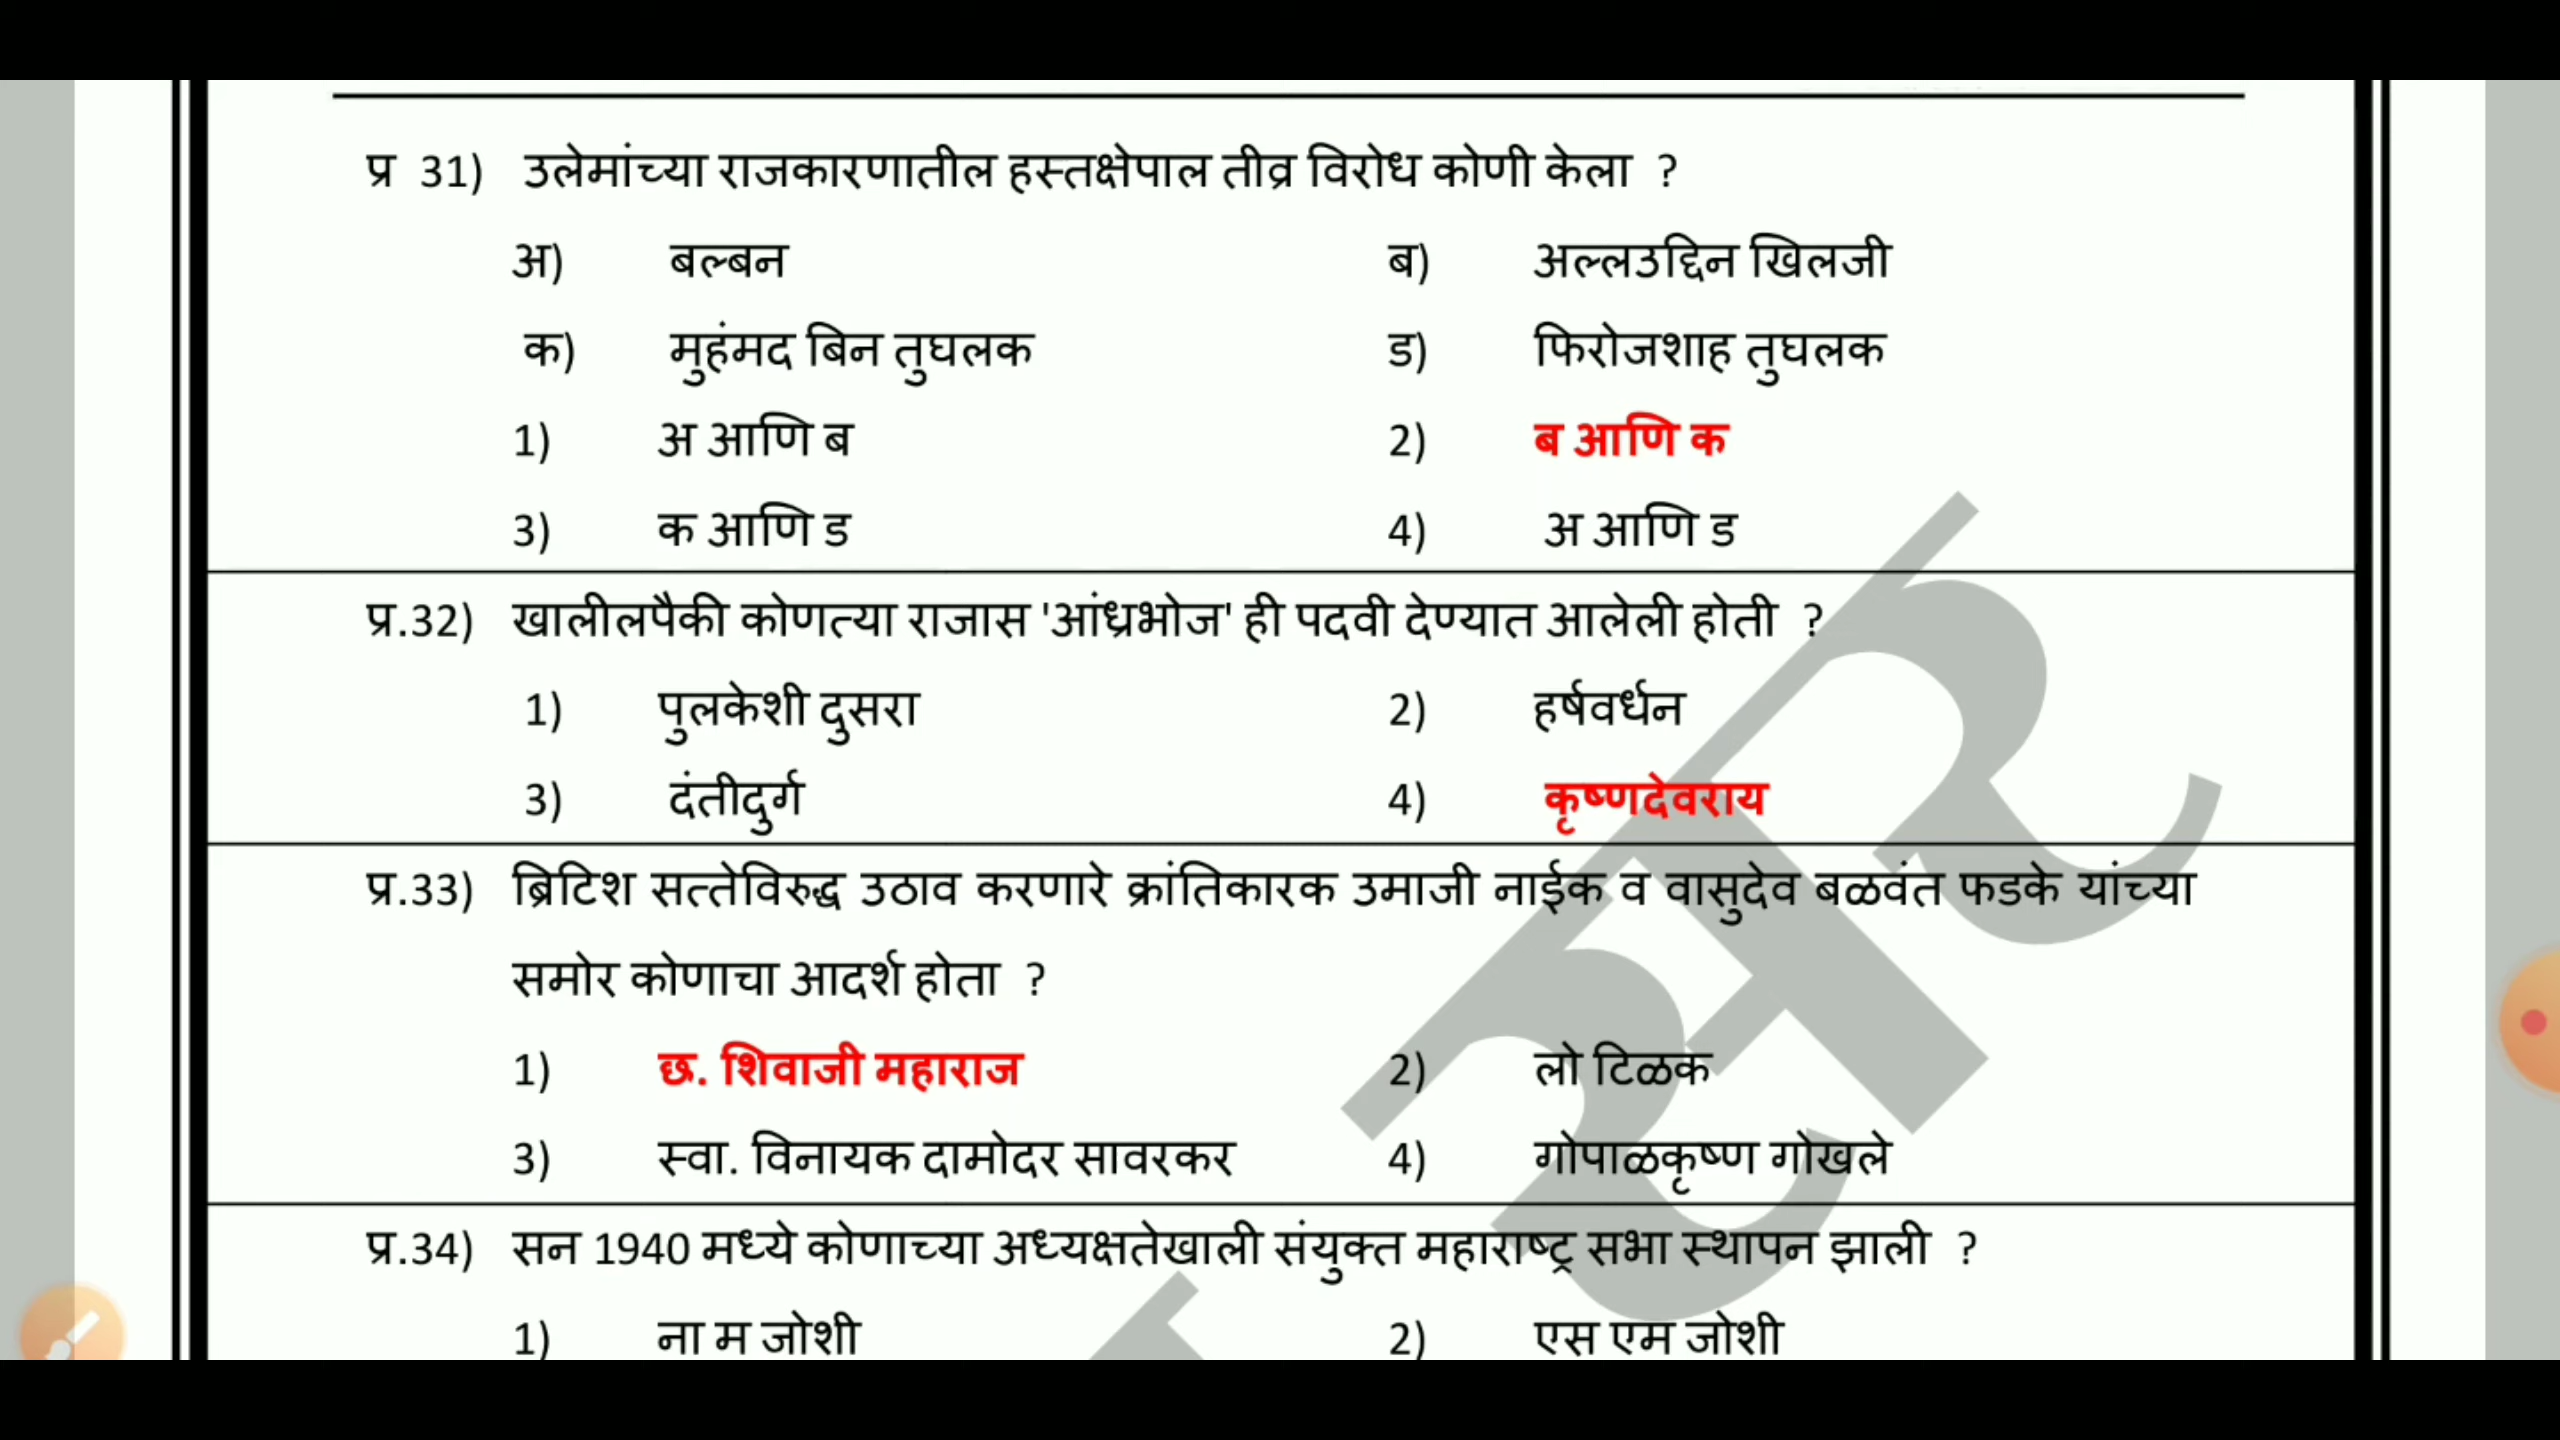 प्र 31) उलेमांच्या राजकारणातील हस्तक्षेपाल तीव्र विरोध कोणी केला ?
अ) बल्बन ब) अल्लउद्दिन खिलजी
क) मुहंमद बिन तुघलक ड) फिरोजशाह तुघलक
1) अ आणि ब 2) ब आणि क
3) क आणि ड 4) अ आणि ड
प्र.32) खालीलपैकी कोणत्या राजास 'आंध्रभोज' ही पदवी देण्यात आलेली होती ?
1) पुलकेशी दुसरा 2) हर्षवर्धन
3) दंतीदुर्ग 4) कृष्णदेवराय
प्र.33) ब्रिटिश सत्तेविरुद्ध उठाव करणारे क्रांतिकारक उमाजी नाईक व वासुदेव बळवंत फडके यांच्या
समोर कोणाचा आदर्श होता ?
1) छ. शिवाजी महाराज 2) लो टिळक
3) स्वा. विनायक दामोदर सावरकर 4) गोपाळकृष्ण गोखले
प्र.34) सन 1940 मध्ये कोणाच्या अध्यक्षतेखाली संयुक्त महाराष्ट्र सभा स्थापन झाली ?
1) ना म जोशी 2) एस एम जोशी